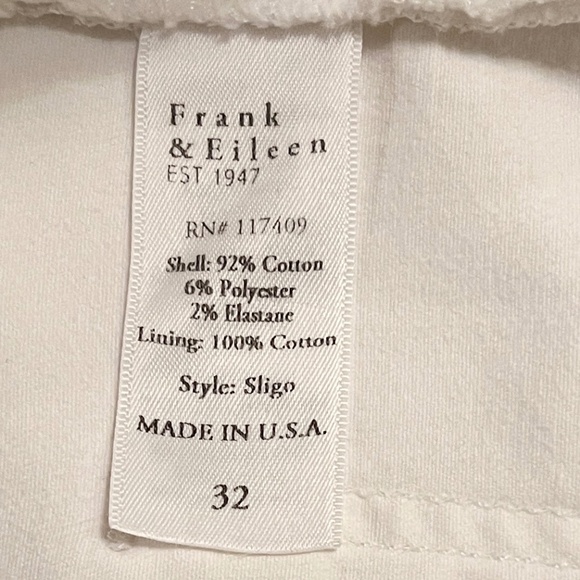 Frank
& Eileen
EST 1947
RN# 117409
Shell: 92% Cotton
6% Polyester
2% Elastane
Lining: 100% Cotton
Style: Sligo
MADE IN U.S.A.
32